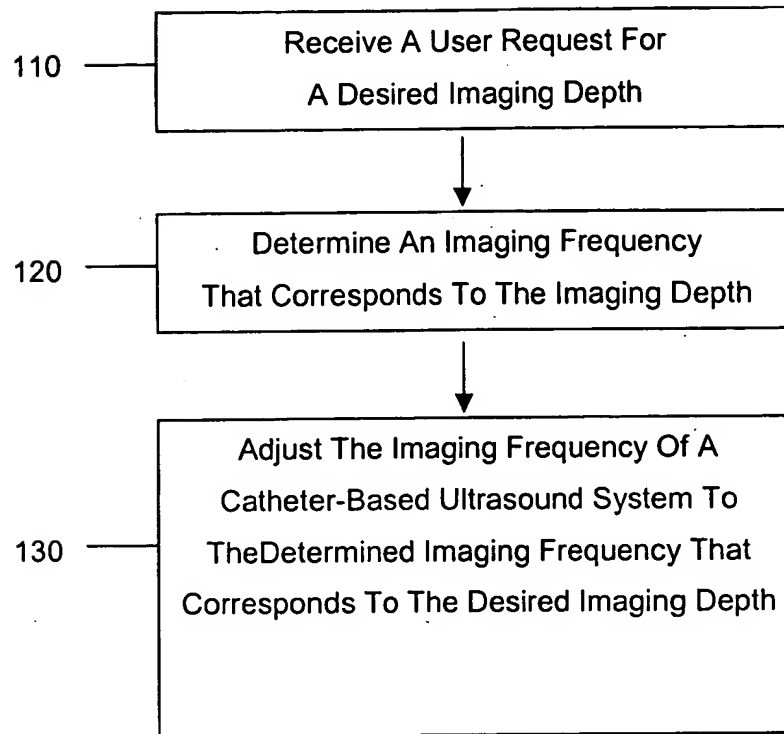 110
Receive A User Request For
A Desired Imaging Depth
120
Determine An Imaging Frequency
That Corresponds To The Imaging Depth
130
Adjust The Imaging Frequency Of A
Catheter-Based Ultrasound System To
TheDetermined Imaging Frequency That
Corresponds To The Desired Imaging Depth